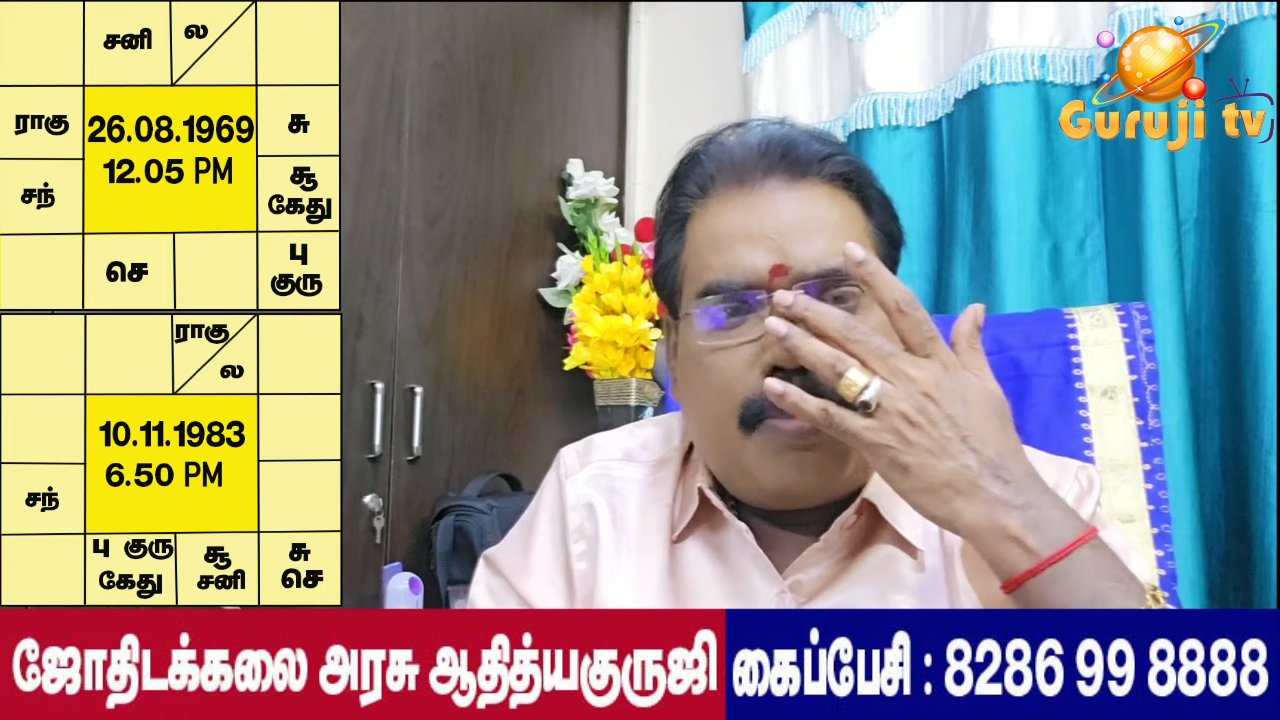 சனி
ல
ராகு
26.08.1969
சு
12.05 PM
சந்
சூ
கேது
செ
பு
குரு
ராகு
ல
10.11.1983
6.50 PM
சந்
பு குரு
கேது
சூ
சனி
சு
செ
Guruji tv
ஜோதிடக்கலை அரசு ஆதித்யகுருஜி
கைப்பேசி : 8286 99 8888